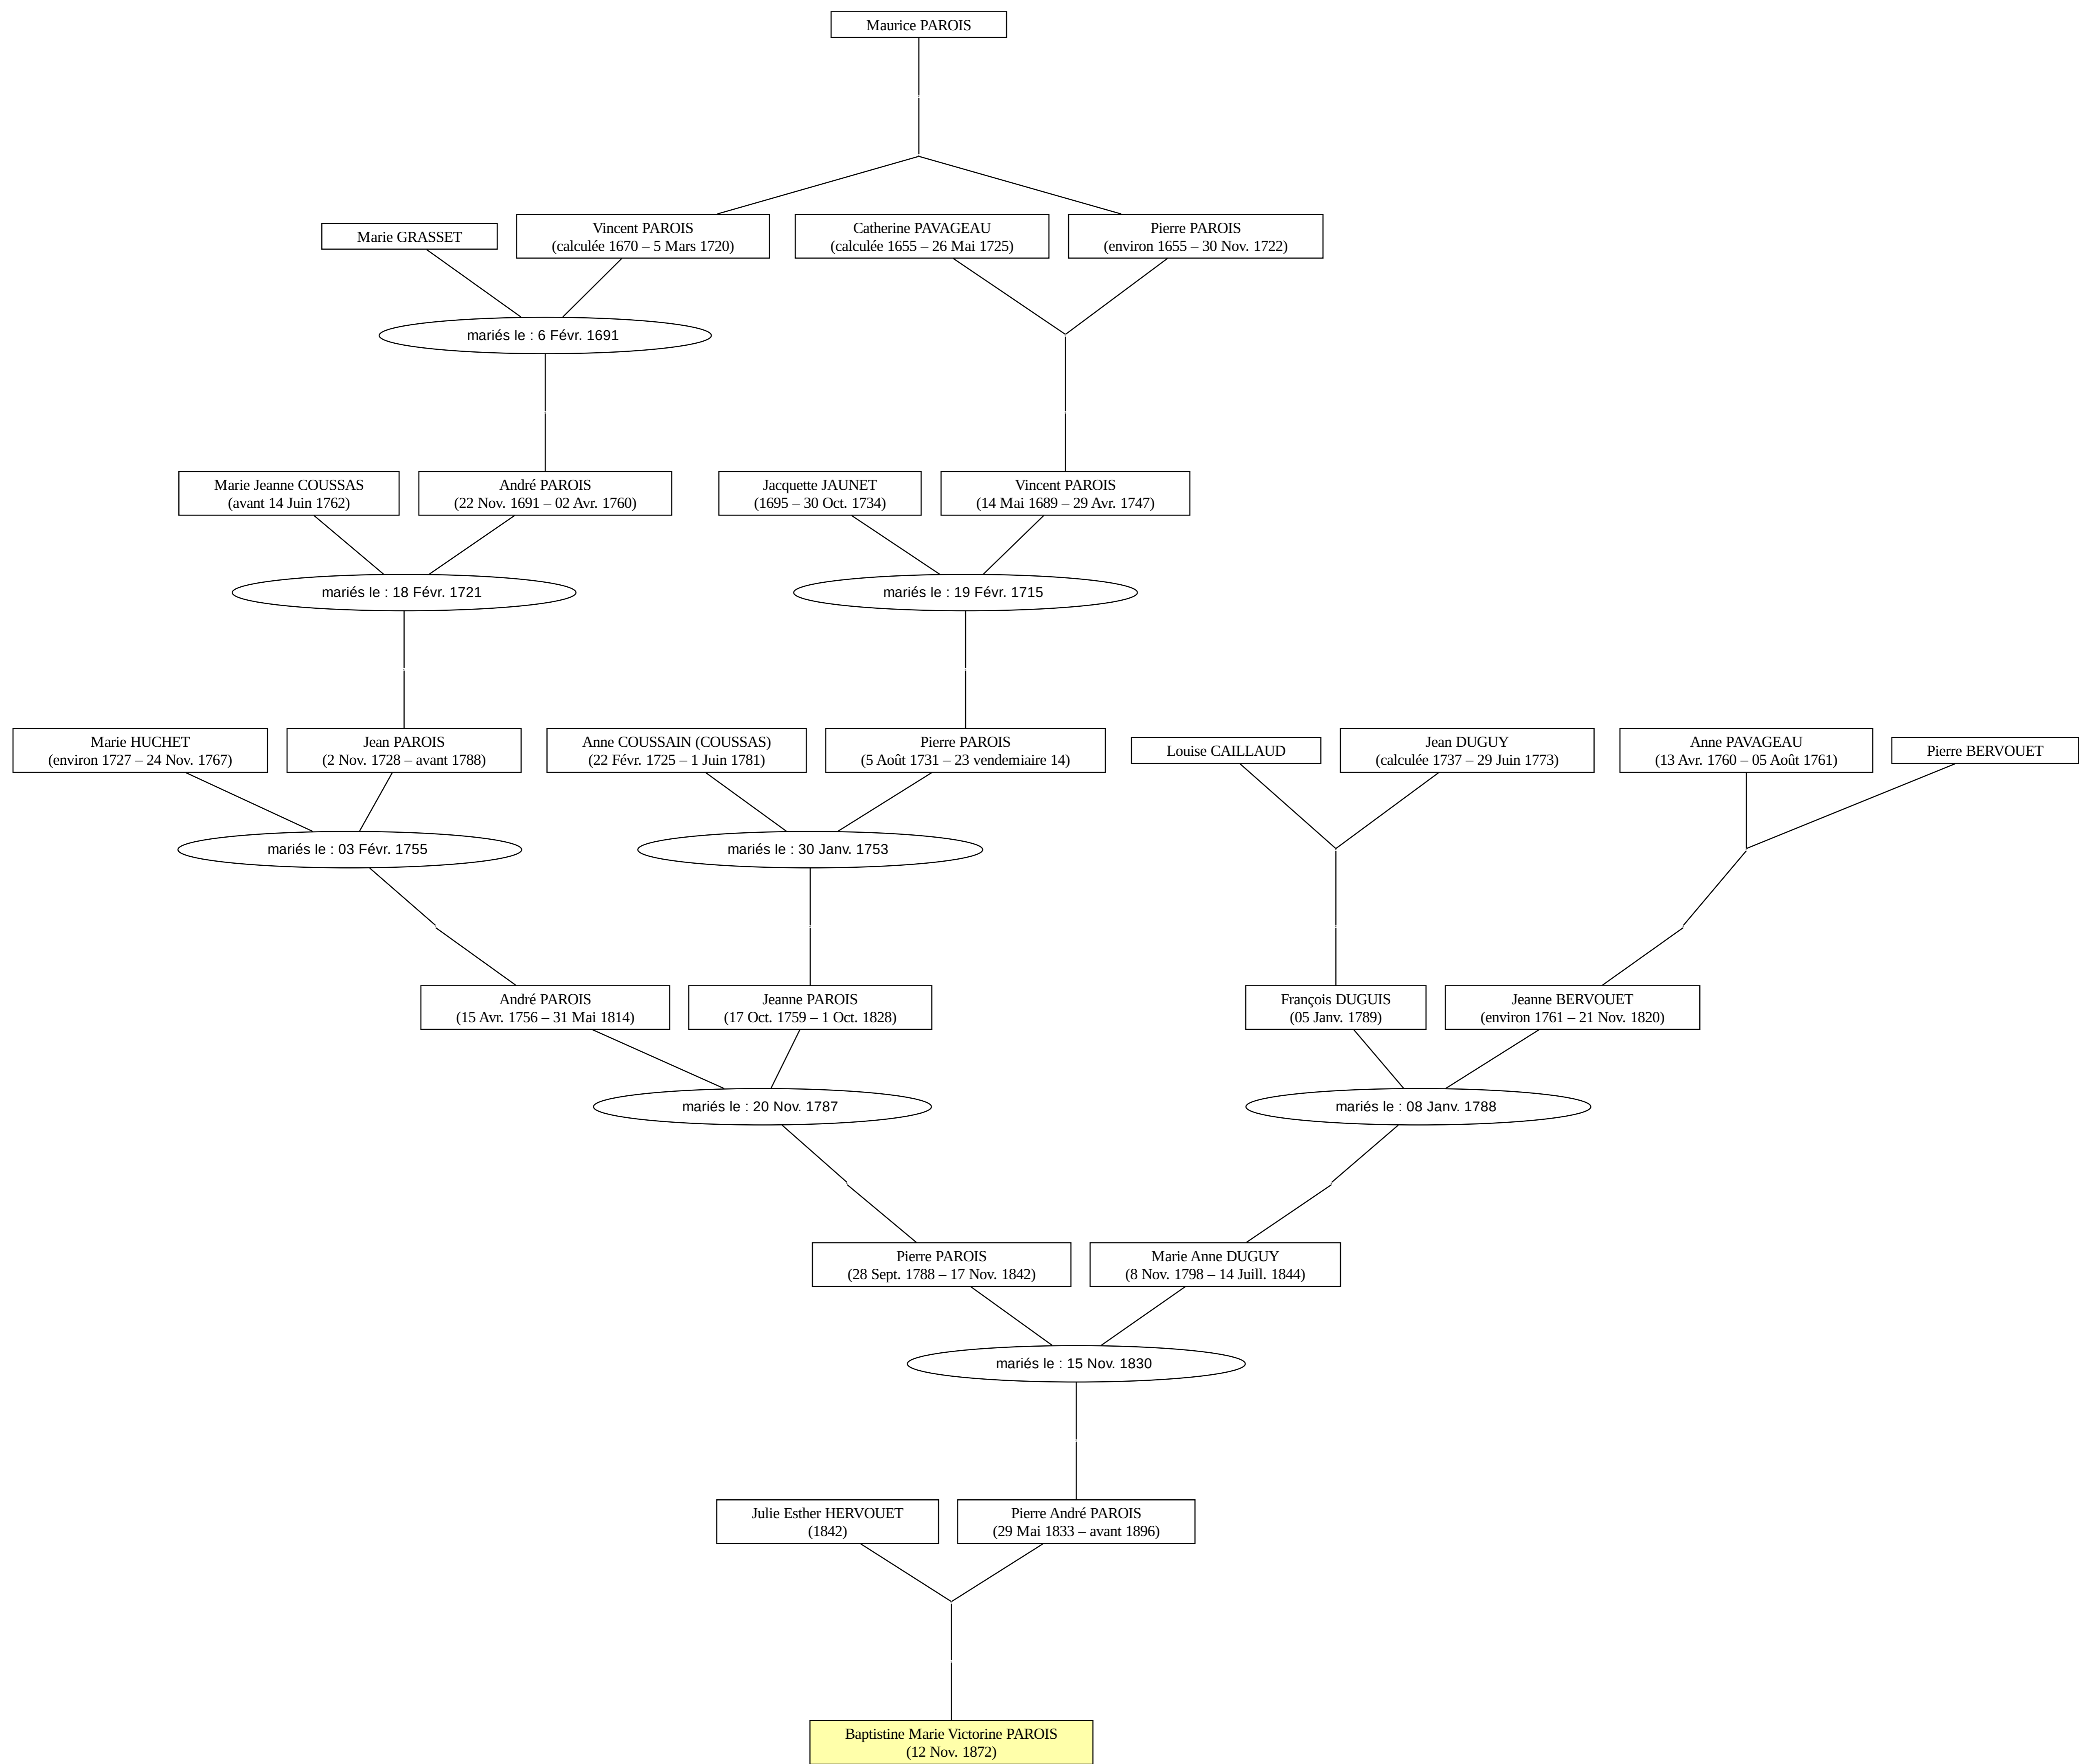 Maurice PAROIS
Marie GRASSET
Vincent PAROIS
(calculée 1670 – 5 Mars 1720)
Catherine PAVAGEAU
(calculée 1655 – 26 Mai 1725)
Pierre PAROIS
(environ 1655 – 30 Nov. 1722)
mariés le : 6 Févr. 1691
Marie Jeanne COUSSAS
(avant 14 Juin 1762)
André PAROIS
(22 Nov. 1691 – 02 Avr. 1760)
Jacquette JAUNET
(1695 – 30 Oct. 1734)
Vincent PAROIS
(14 Mai 1689 – 29 Avr. 1747)
mariés le : 18 Févr. 1721
mariés le : 19 Févr. 1715
Marie HUCHET
(environ 1727 – 24 Nov. 1767)
Jean PAROIS
(2 Nov. 1728 – avant 1788)
Anne COUSSAIN (COUSSAS)
(22 Févr. 1725 – 1 Juin 1781)
Pierre PAROIS
(5 Août 1731 – 23 vendemiaire 14)
Louise CAILLAUD
Jean DUGUY
(calculée 1737 – 29 Juin 1773)
Anne PAVAGEAU
(13 Avr. 1760 – 05 Août 1761)
Pierre BERVOUET
mariés le : 03 Févr. 1755
mariés le : 30 Janv. 1753
André PAROIS
(15 Avr. 1756 – 31 Mai 1814)
Jeanne PAROIS
(17 Oct. 1759 – 1 Oct. 1828)
François DUGUIS
(05 Janv. 1789)
Jeanne BERVOUET
(environ 1761 – 21 Nov. 1820)
mariés le : 20 Nov. 1787
mariés le : 08 Janv. 1788
Pierre PAROIS
(28 Sept. 1788 – 17 Nov. 1842)
Marie Anne DUGUY
(8 Nov. 1798 – 14 Juill. 1844)
mariés le : 15 Nov. 1830
Julie Esther HERVOUET
(1842)
Pierre André PAROIS
(29 Mai 1833 – avant 1896)
Baptistine Marie Victorine PAROIS
(12 Nov. 1872)